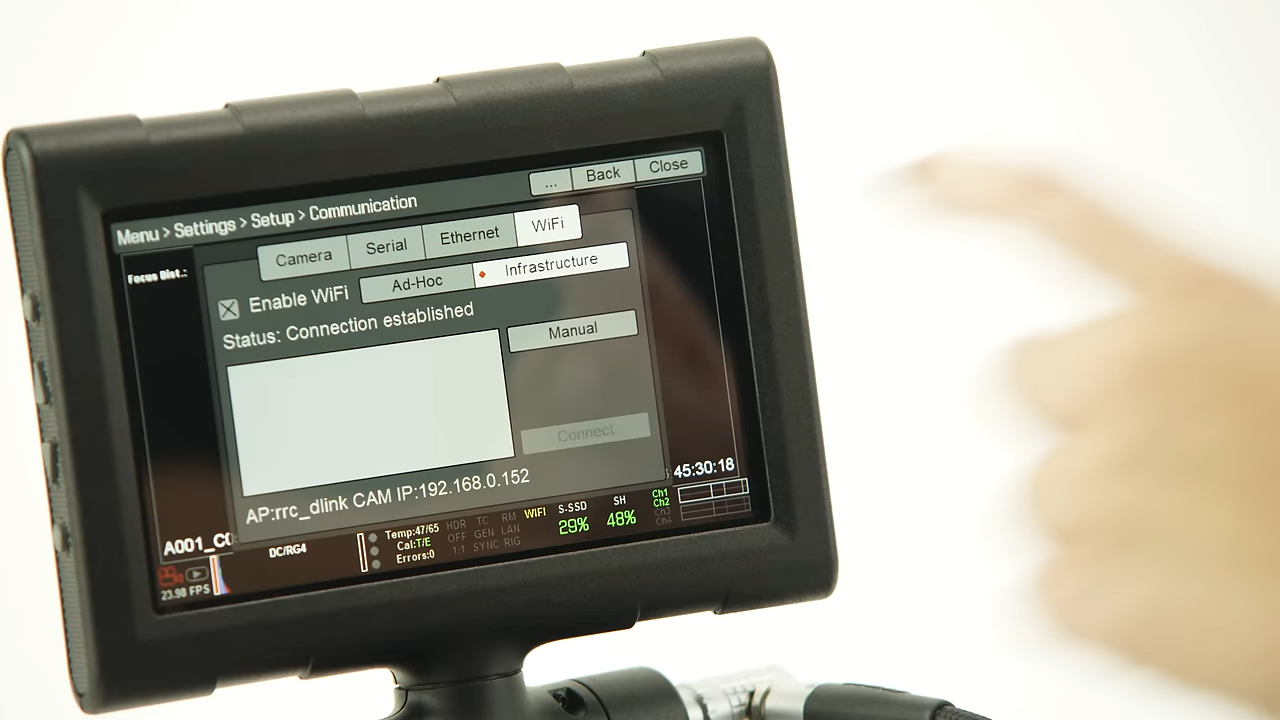 ... Back Close
Menu > Settings > Setup > Communication
Focus Dist.:
Camera Serial Ethernet WiFi
Enable WiFi Ad-Hoc Infrastructure
Status: Connection established
Manual
Connect
AP:rrc_dlink CAM IP:192.168.0.152
45:30:18
A001_C0
DC/RG4
Temp:47/65
Cal:T/E
Errors:0
HDR TC RM
OFF GEN LAN
1:1 SYNC RIG
WIFI
S-SSD
29%
SH
48%
Ch1
Ch2
Ch3
Ch4
23.98 FPS